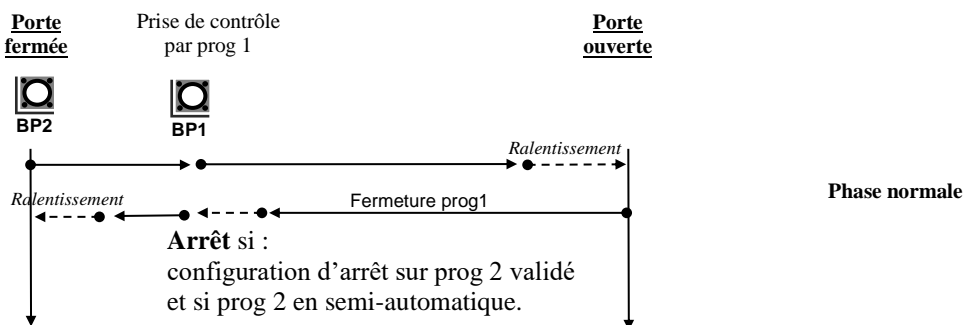 Porte
fermée
Prise de contrôle
par prog 1
Porte
ouverte
BP2
BP1
Ralentissement
Ralentissement
Fermeture prog1
Phase normale
Arrêt si :
configuration d’arrêt sur prog 2 validé
et si prog 2 en semi-automatique.